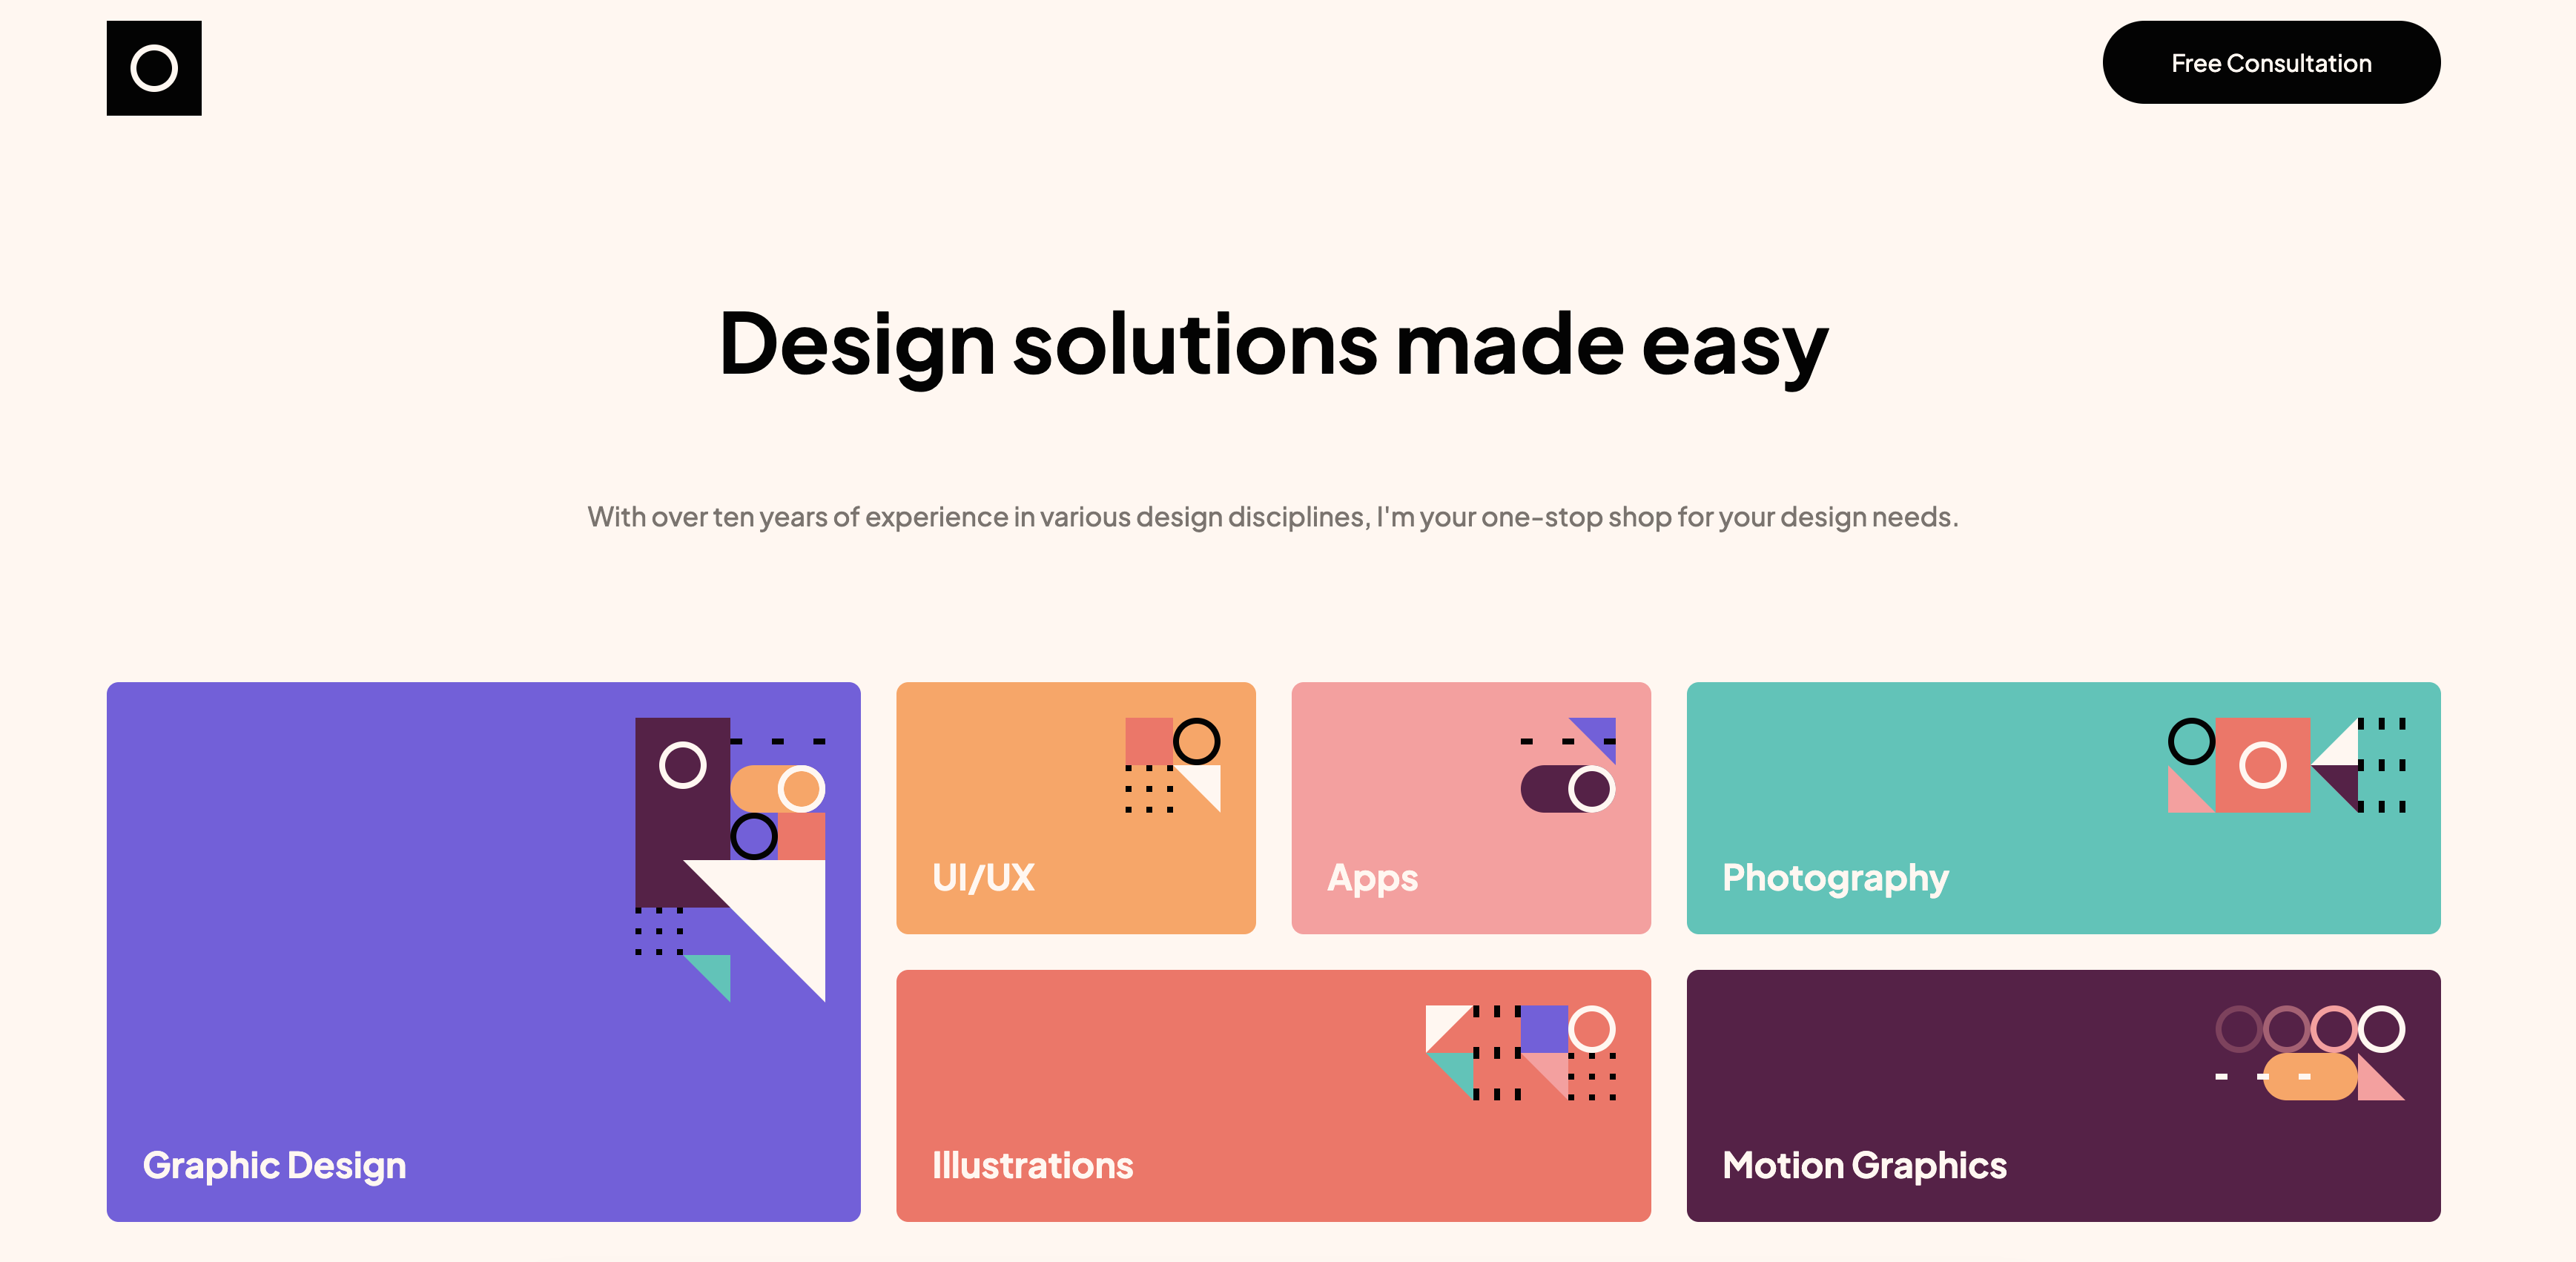 Free Consultation
Design solutions made easy
With over ten years of experience in various design disciplines, I'm your one-stop shop for your design needs.
UI/UX
Apps
Photography
Graphic Design
Illustrations
Motion Graphics